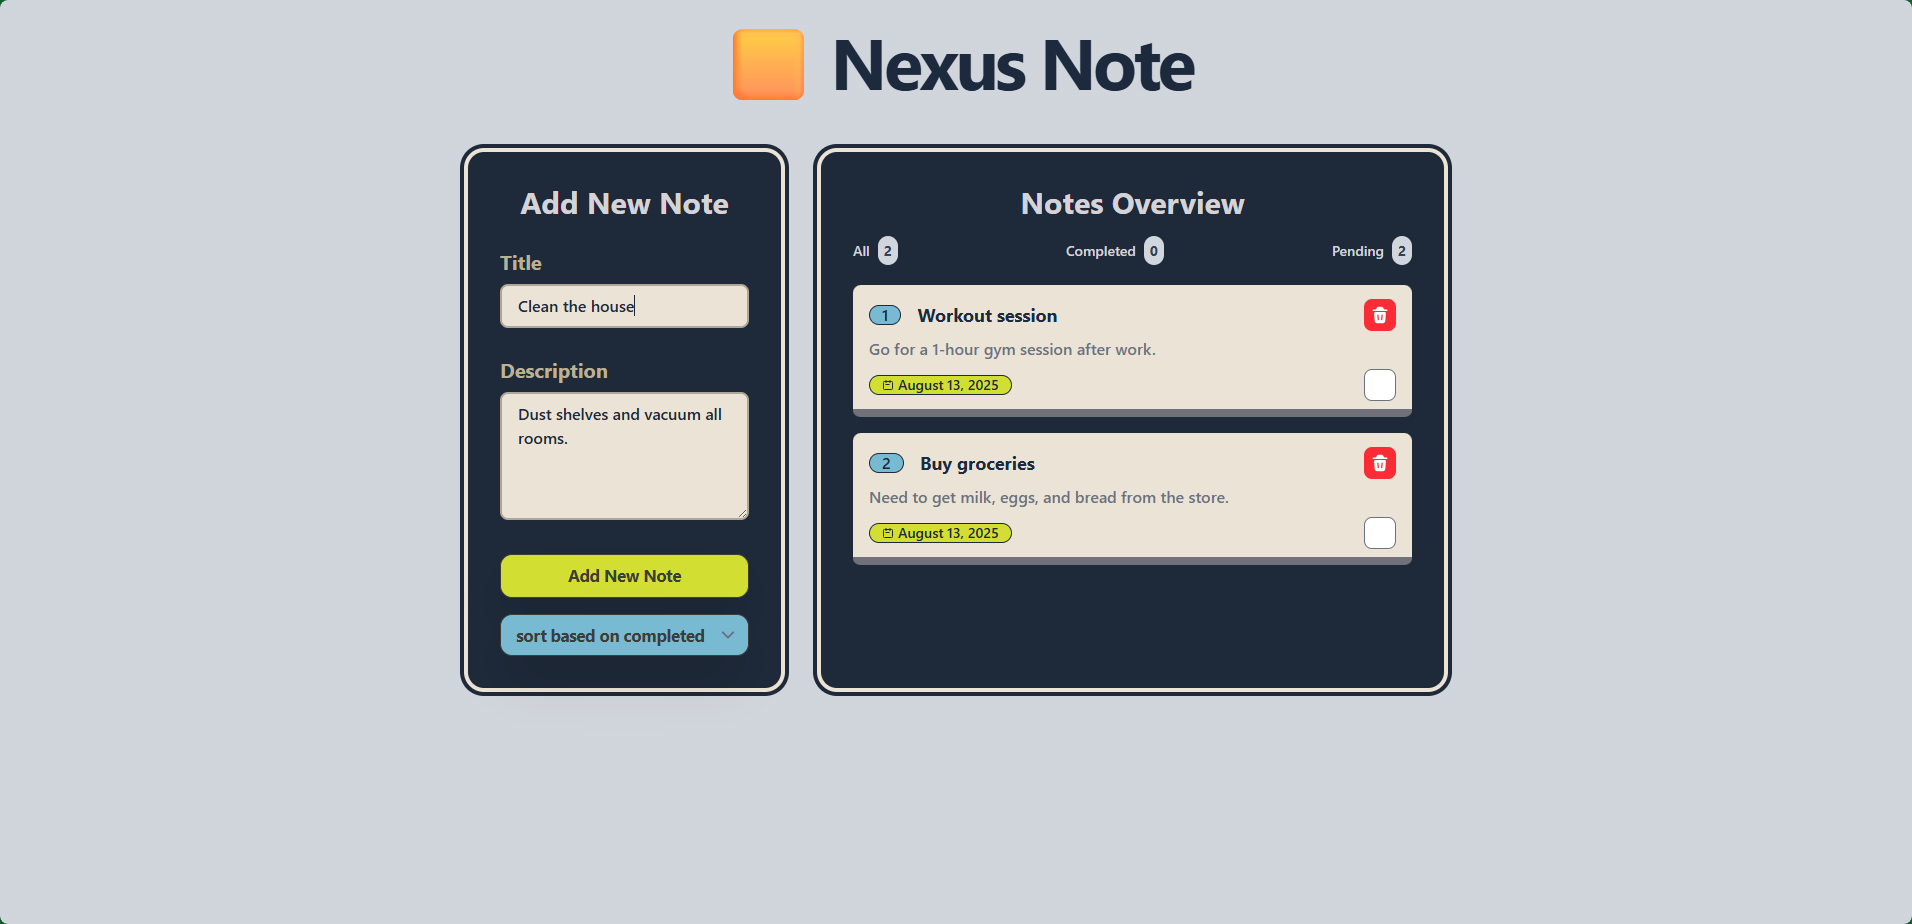 Nexus Note
Add New Note
Title
Clean the house
Description
Dust shelves and vacuum all
rooms.
Add New Note
sort based on completed
Notes Overview
All 2
Completed 0
Pending 2
1 Workout session
Go for a 1-hour gym session after work.
August 13, 2025
2 Buy groceries
Need to get milk, eggs, and bread from the store.
August 13, 2025